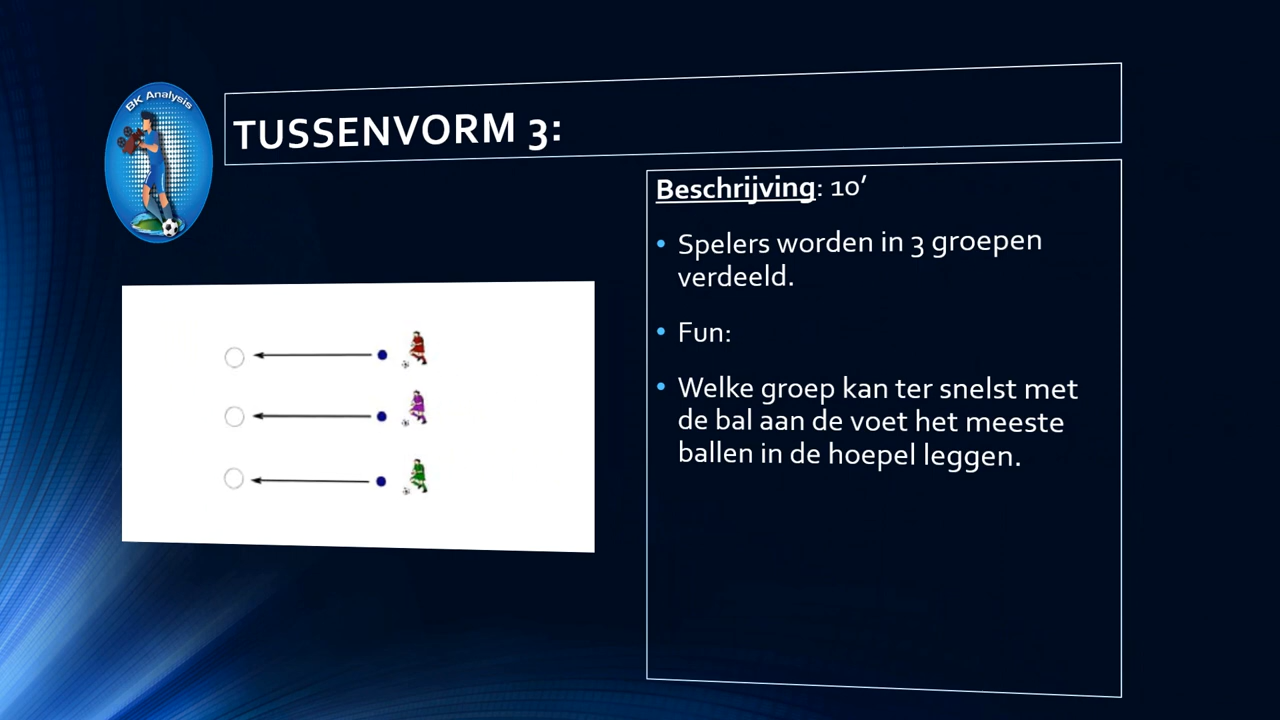 BK Analysis
TUSSENVORM 3:
Beschrijving: 10’
• Spelers worden in 3 groepen
verdeeld.
• Fun:
• Welke groep kan ter snelst met
de bal aan de voet het meeste
ballen in de hoepel leggen.